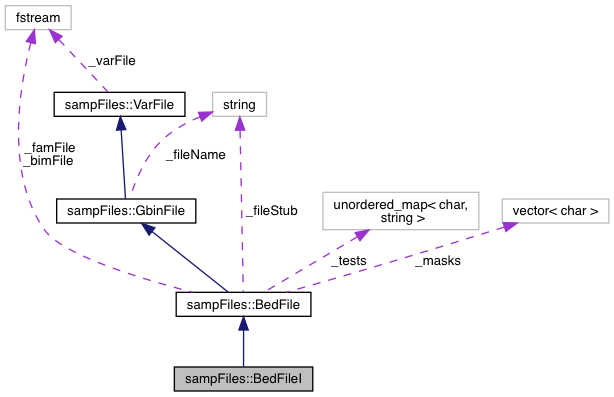 fstream
_varFile
sampFiles::VarFile
string
_famFile
_bimFile
_fileName
sampFiles::GbinFile
_fileStub
unordered_map< char,
string >
vector< char >
_tests
_masks
sampFiles::BedFile
sampFiles::BedFileI